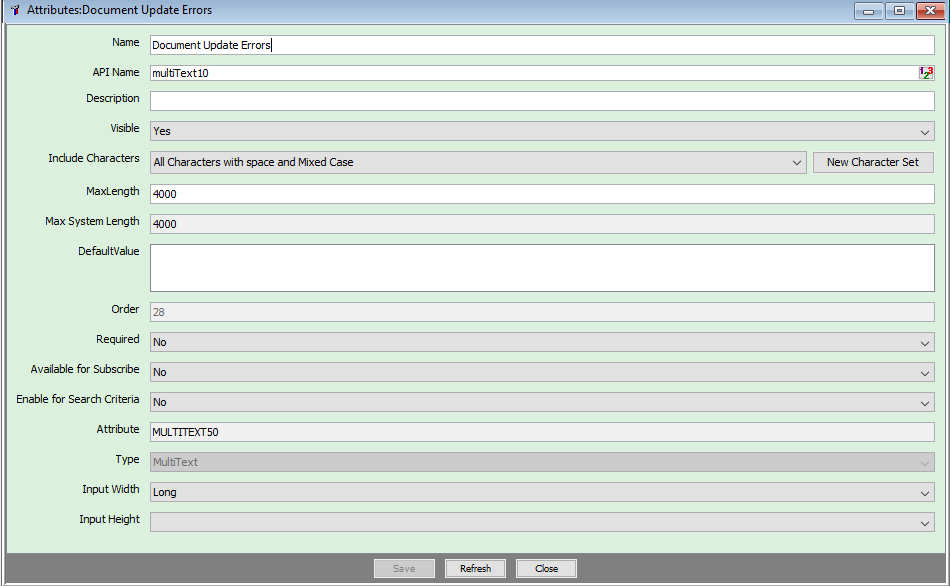 Attributes:Document Update Errors
Name Document Update Errors
API Name multiText10 123
Description
Visible Yes
Include Characters All Characters with space and Mixed Case New Character Set
MaxLength 4000
Max System Length 4000
DefaultValue
Order 28
Required No
Available for Subscribe No
Enable for Search Criteria No
Attribute MULTITEXT50
Type MultiText
Input Width Long
Input Height
Save Refresh Close